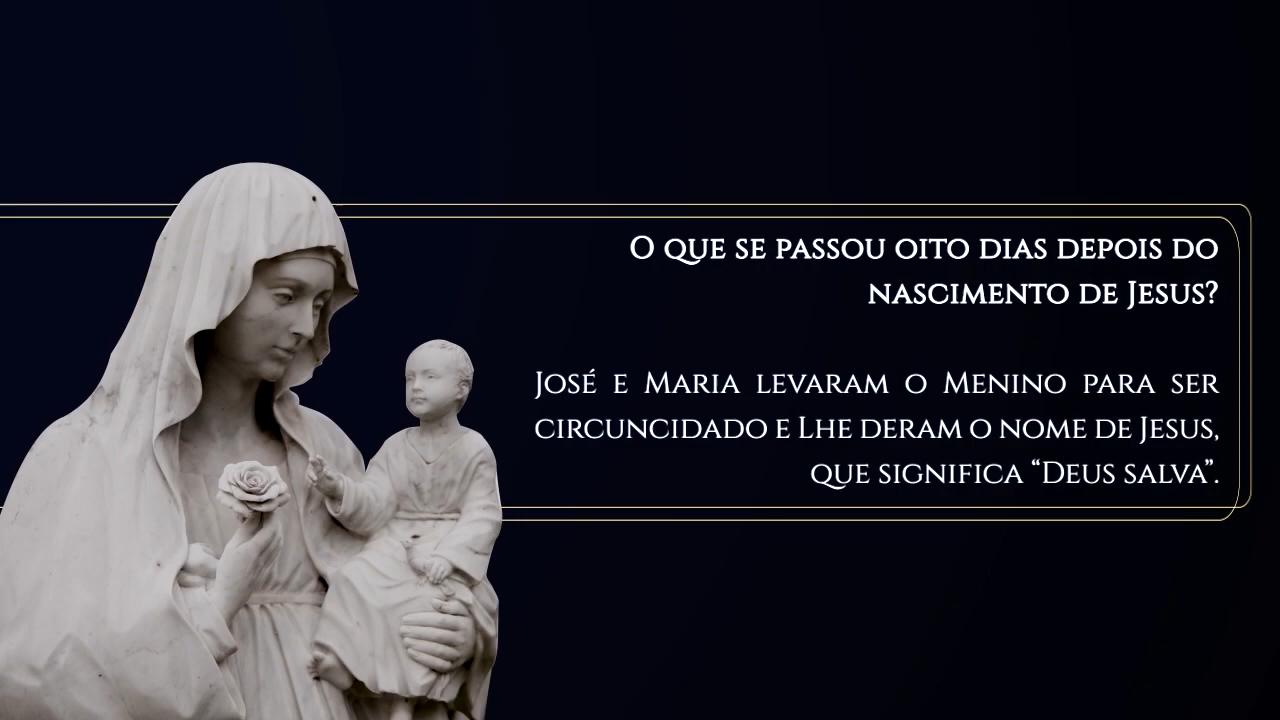 O que se passou oito dias depois do
nascimento de Jesus?
José e Maria levaram o Menino para ser
circuncidado e Lhe deram o nome de Jesus,
que significa “Deus salva”.